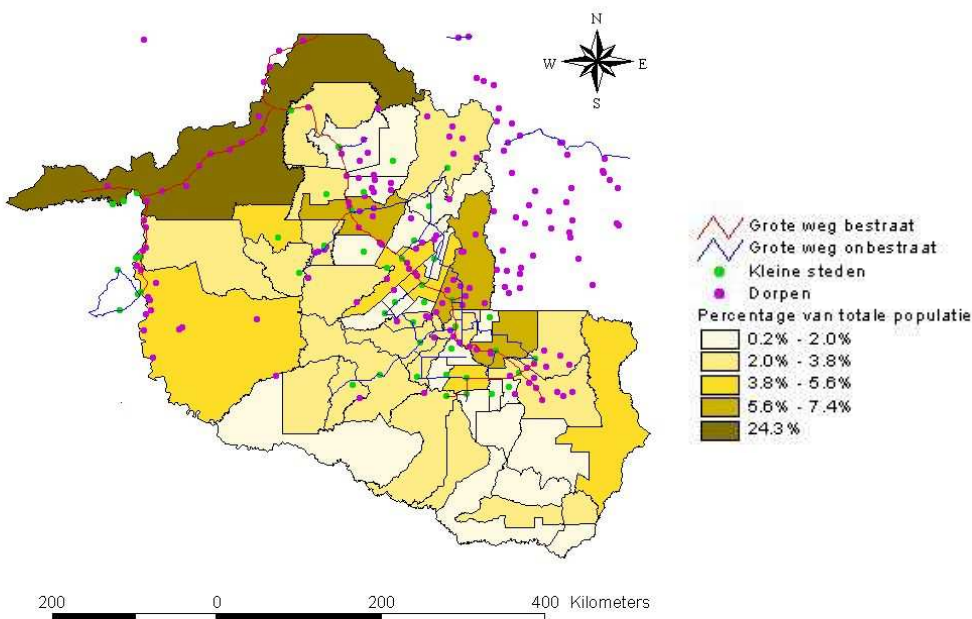 N
W E
S
Grote weg bestraat
Grote weg onbestraat
Kleine steden
Dorpen
Percentage van totale populatie
0.2% - 2.0%
2.0% - 3.8%
3.8% - 5.6%
5.6% - 7.4%
24.3%
200 0 200 400 Kilometers